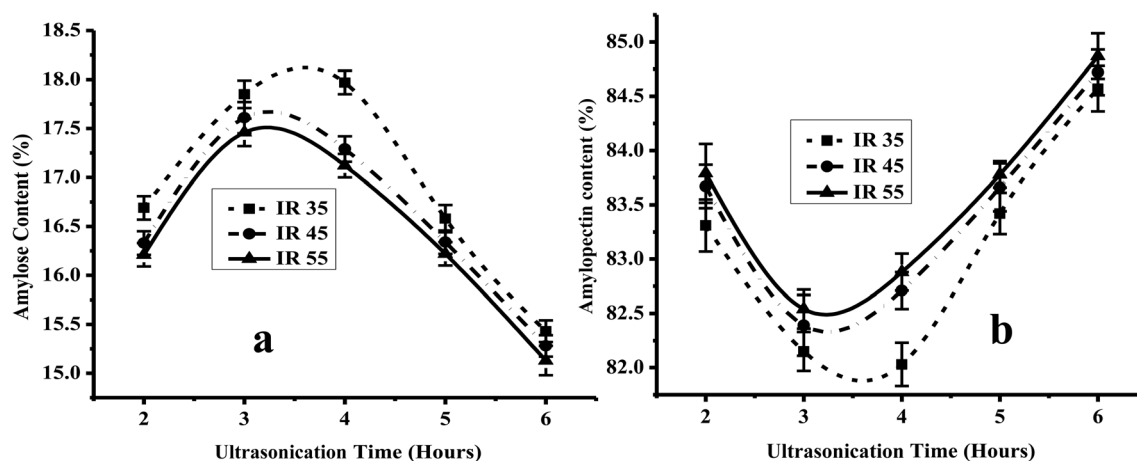 Amylose Content (%)
18.5
18.0
17.5
17.0
16.5
16.0
15.5
15.0
IR 35
IR 45
IR 55
a
2 3 4 5 6
Ultrasonication Time (Hours)
Amylopectin content (%)
85.0
84.5
84.0
83.5
83.0
82.5
82.0
IR 35
IR 45
IR 55
b
2 3 4 5 6
Ultrasonication Time (Hours)